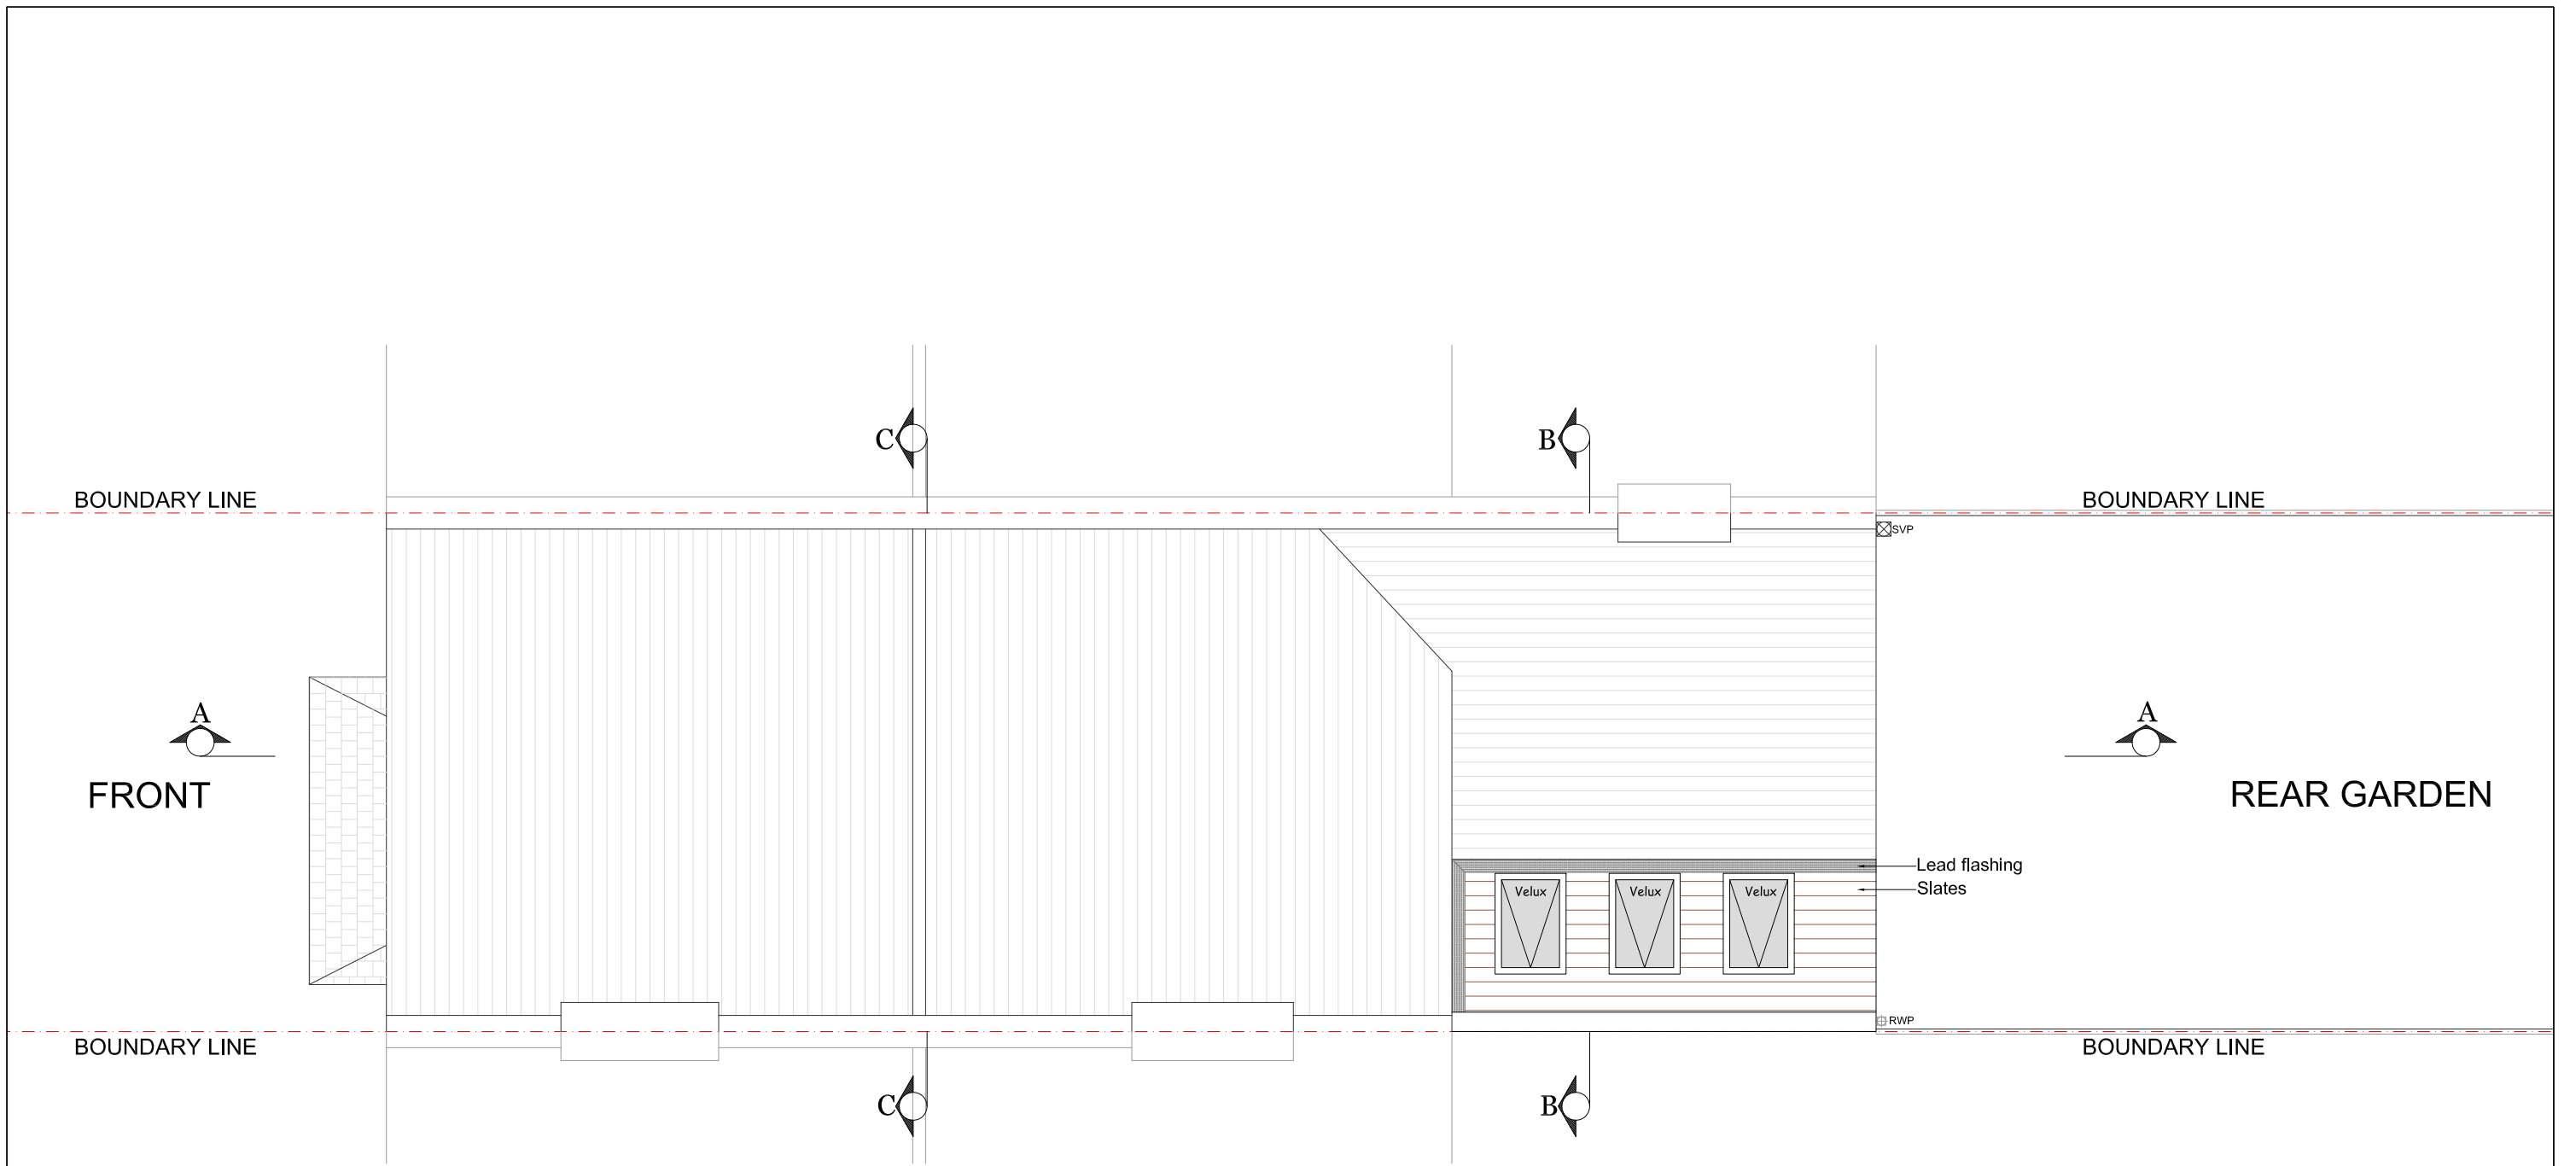 C
B
BOUNDARY LINE
BOUNDARY LINE
SVP
A
A
FRONT
REAR GARDEN
Lead flashing
Slates
Velux
Velux
Velux
RWP
BOUNDARY LINE
BOUNDARY LINE
C
B